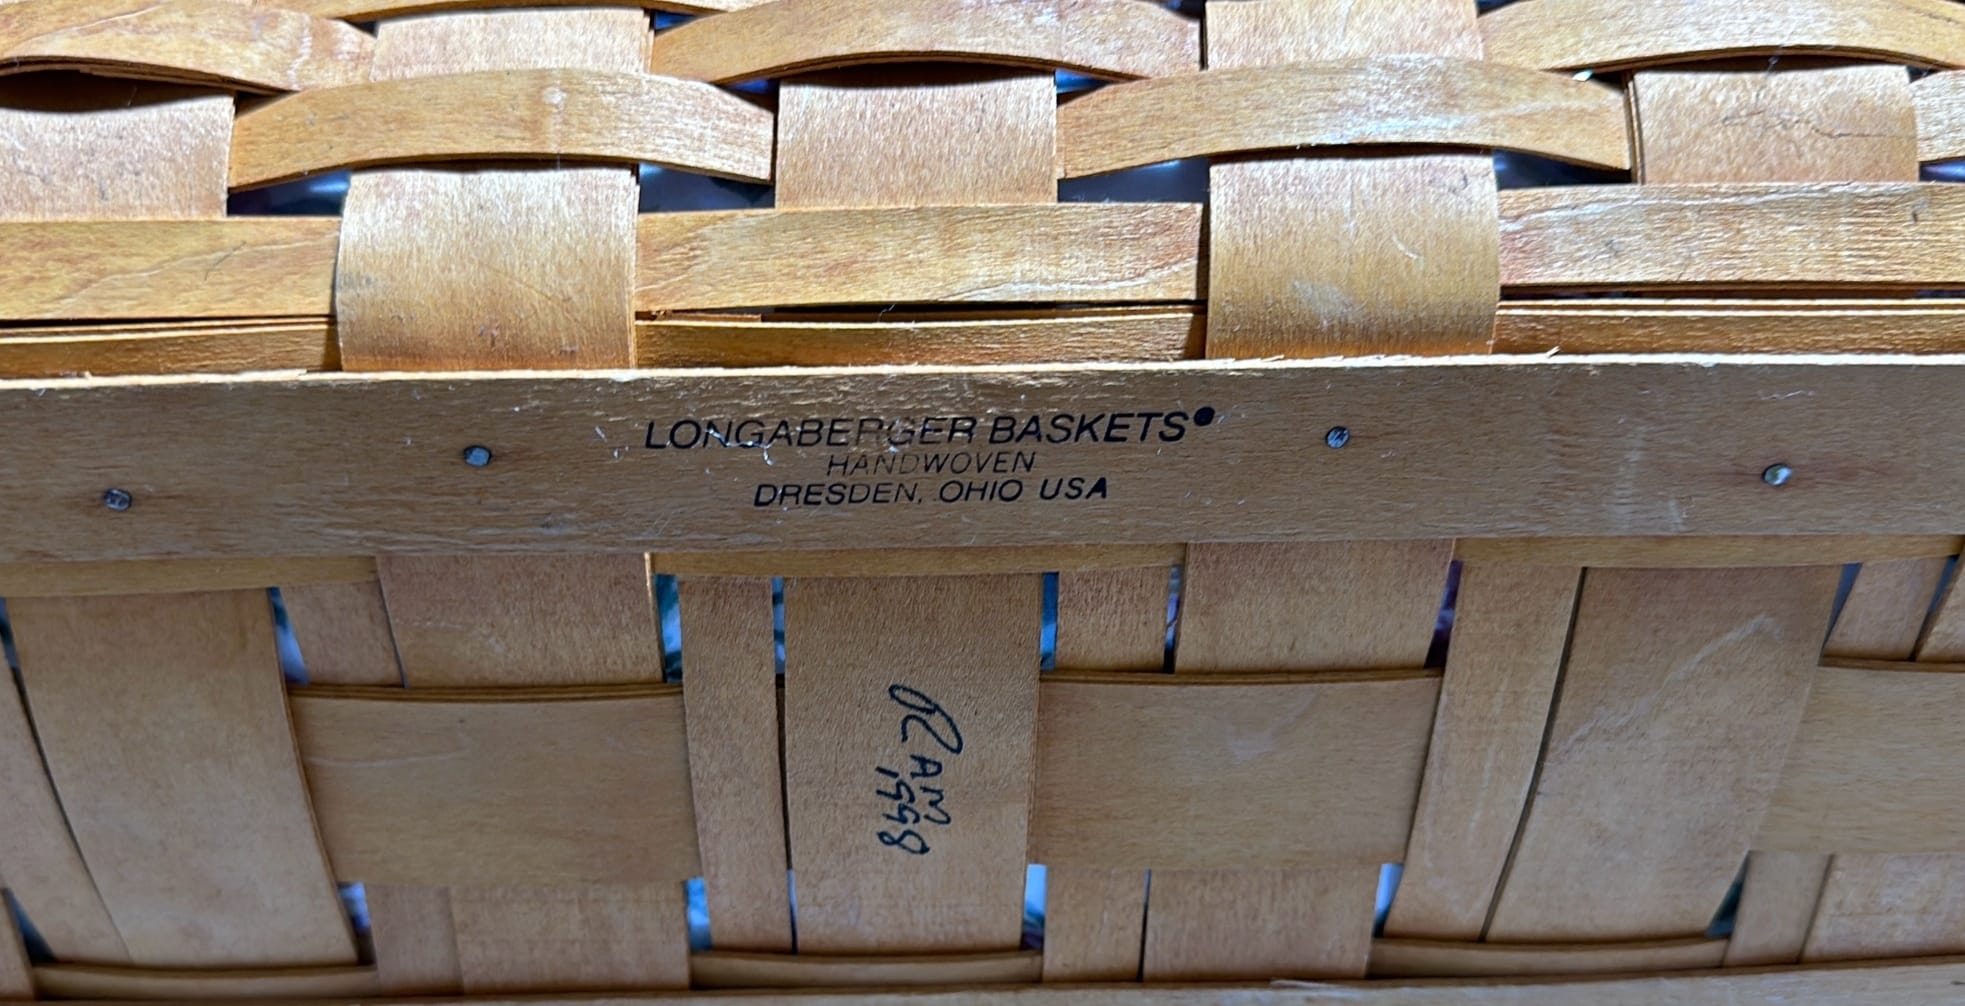 LONGABERGER BASKETS®
HANDWOVEN
DRESDEN, OHIO USA
RAM
1998